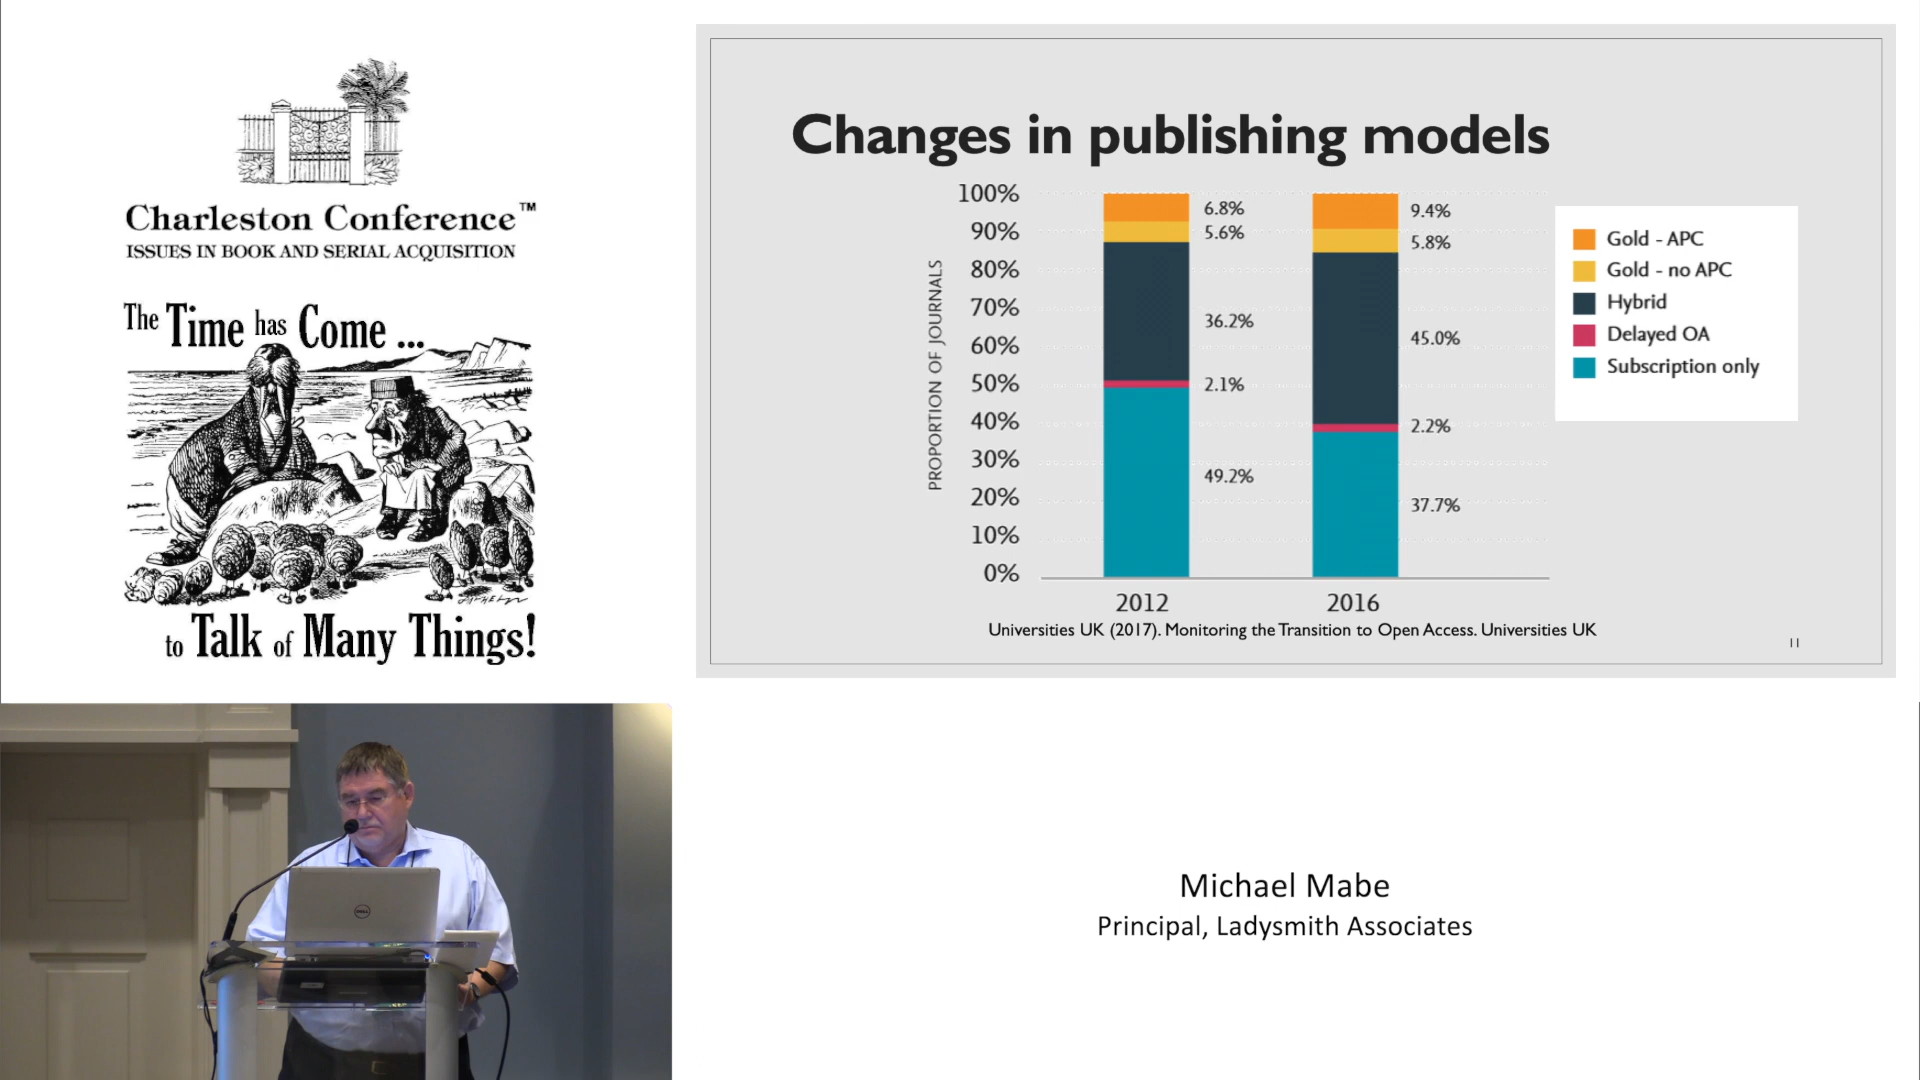 Charleston Conference™
ISSUES IN BOOK AND SERIAL ACQUISITION
The Time has Come ...
to Talk of Many Things!
Changes in publishing models
PROPORTION OF JOURNALS
100%
90%
80%
70%
60%
50%
40%
30%
20%
10%
0%
6.8%
5.6%
36.2%
2.1%
49.2%
9.4%
5.8%
45.0%
2.2%
37.7%
2012 2016
Gold - APC
Gold - no APC
Hybrid
Delayed OA
Subscription only
Universities UK (2017). Monitoring the Transition to Open Access. Universities UK
11
DELL
Michael Mabe
Principal, Ladysmith Associates